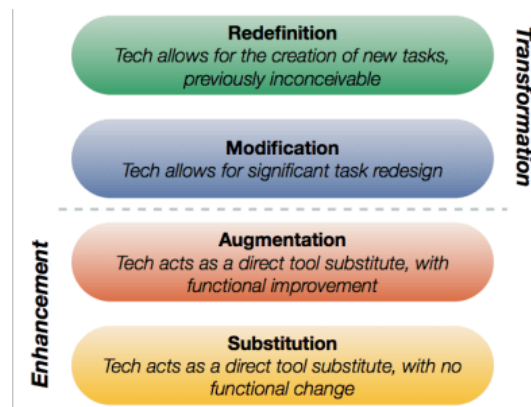 Redefinition
Tech allows for the creation of new tasks,
previously inconceivable
Transformation
Modification
Tech allows for significant task redesign
Enhancement
Augmentation
Tech acts as a direct tool substitute, with
functional improvement
Substitution
Tech acts as a direct tool substitute, with no
functional change